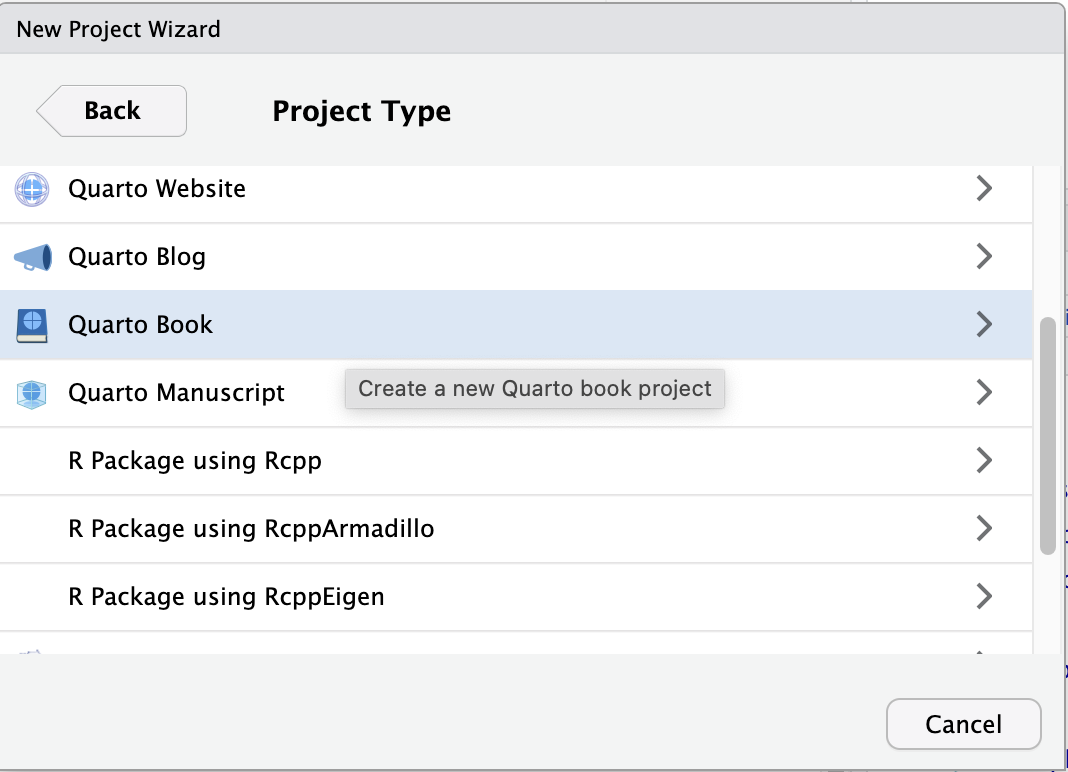 New Project Wizard
Back
Project Type
Quarto Website
Quarto Blog
Quarto Book
Quarto Manuscript
Create a new Quarto book project
R Package using Rcpp
R Package using RcppArmadillo
R Package using RcppEigen
Cancel